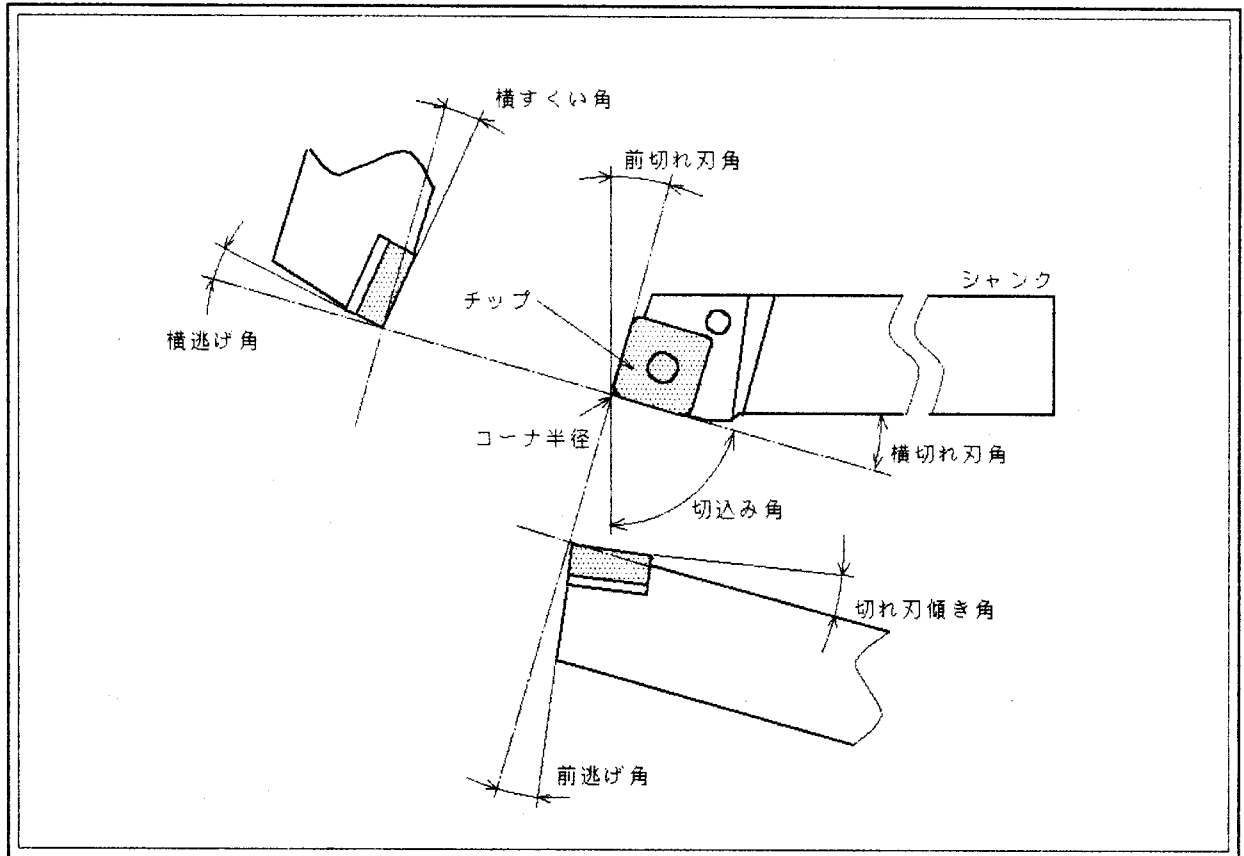 横すくい角
前切れ刃角
シャンク
チップ
横逃げ角
コーナ半径
横切れ刃角
切込み角
切れ刃傾き角
前逃げ角